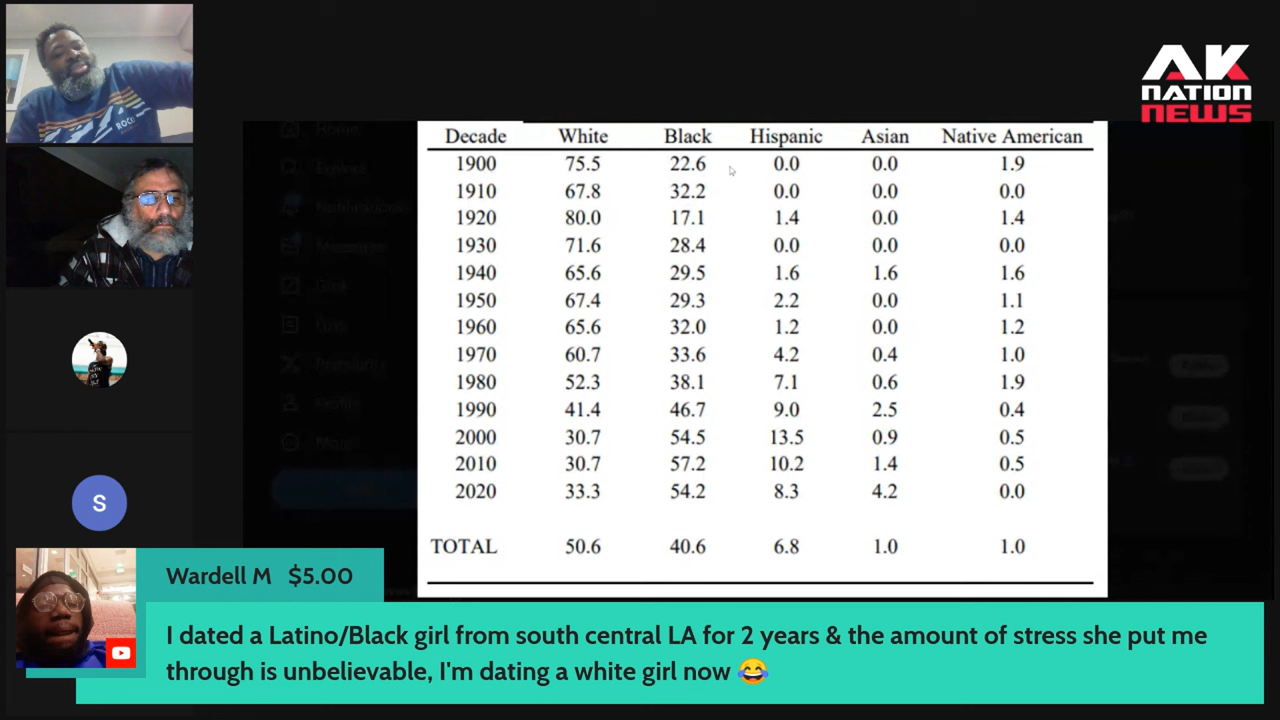 AK
NATION
NEWS
Decade White Black Hispanic Asian Native American
1900 75.5 22.6 0.0 0.0 1.9
1910 67.8 32.2 0.0 0.0 0.0
1920 80.0 17.1 1.4 0.0 1.4
1930 71.6 28.4 0.0 0.0 0.0
1940 65.6 29.5 1.6 1.6 1.6
1950 67.4 29.3 2.2 0.0 1.1
1960 65.6 32.0 1.2 0.0 1.2
1970 60.7 33.6 4.2 0.4 1.0
1980 52.3 38.1 7.1 0.6 1.9
1990 41.4 46.7 9.0 2.5 0.4
2000 30.7 54.5 13.5 0.9 0.5
2010 30.7 57.2 10.2 1.4 0.5
2020 33.3 54.2 8.3 4.2 0.0
TOTAL 50.6 40.6 6.8 1.0 1.0
S
Wardell M $5.00
I dated a Latino/Black girl from south central LA for 2 years & the amount of stress she put me
through is unbelievable, I'm dating a white girl now 😂